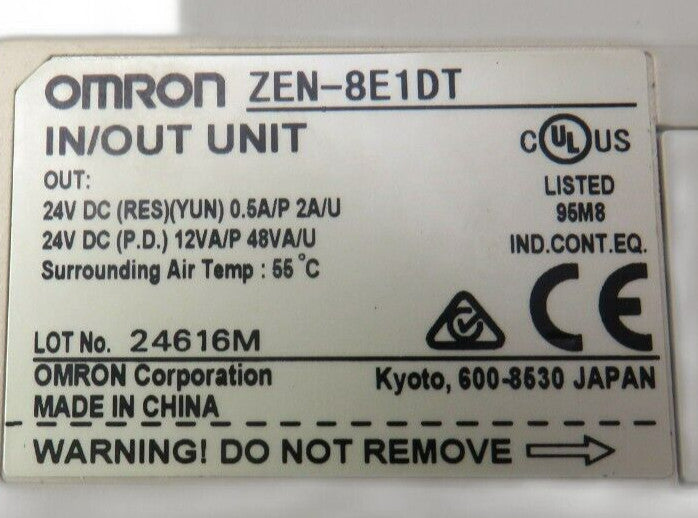 OMRON ZEN-8E1DT
IN/OUT UNIT
C UL US
OUT:
LISTED
24V DC (RES)(YUN) 0.5A/P 2A/U
95M8
24V DC (P.D.) 12VA/P 48VA/U
IND.CONT.EQ.
Surrounding Air Temp : 55 °C
CE
LOT No. 24616M
OMRON Corporation
Kyoto, 600-8530 JAPAN
MADE IN CHINA
WARNING! DO NOT REMOVE